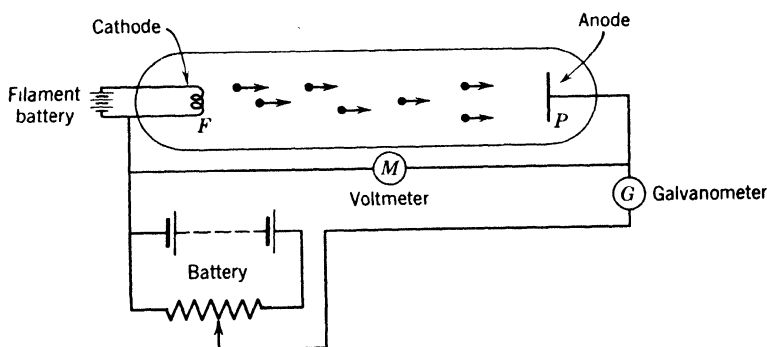 Cathode
Anode
Filament
battery
F
P
M
Voltmeter
G
Galvanometer
Battery